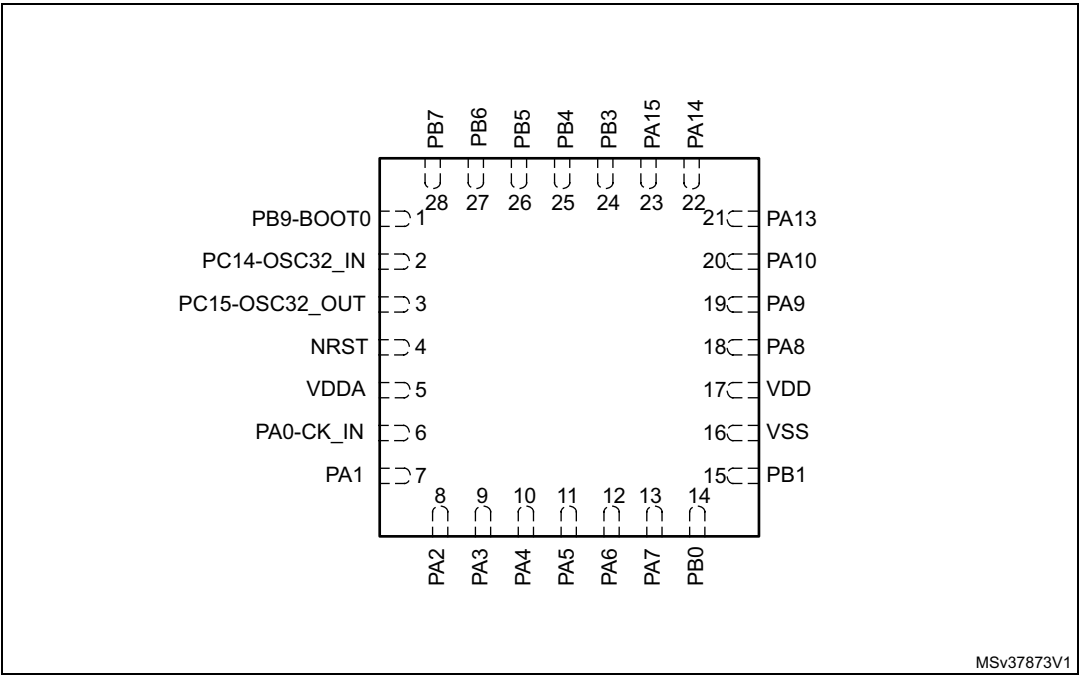 PB7 PB6 PB5 PB4 PB3 PA15 PA14
28 27 26 25 24 23 22
PB9-BOOT0 1 21 PA13
PC14-OSC32_IN 2 20 PA10
PC15-OSC32_OUT 3 19 PA9
NRST 4 18 PA8
VDDA 5 17 VDD
PA0-CK_IN 6 16 VSS
PA1 7 15 PB1
8 9 10 11 12 13 14
PA2 PA3 PA4 PA5 PA6 PA7 PB0
MSv37873V1